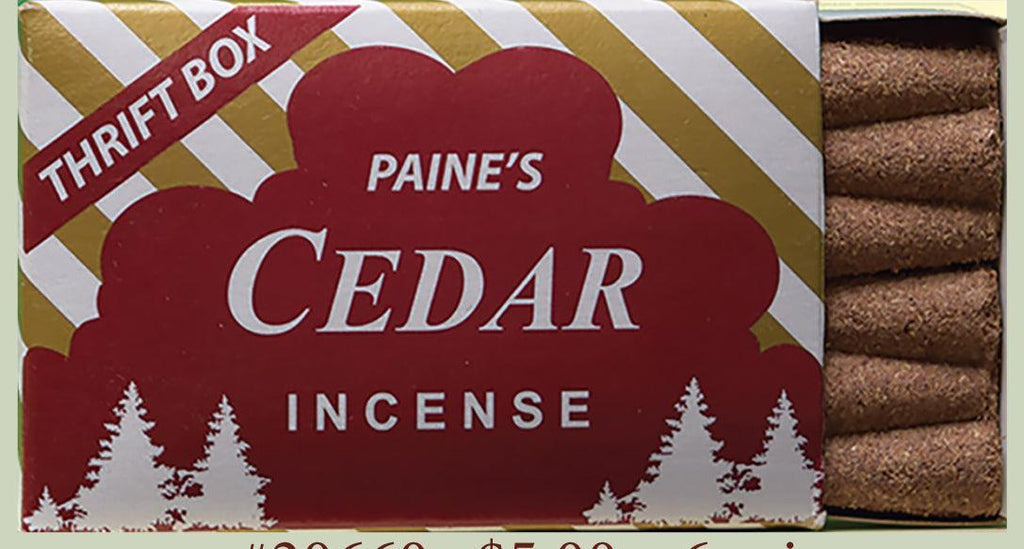 THRIFT BOX
PAINE'S
CEDAR
INCENSE